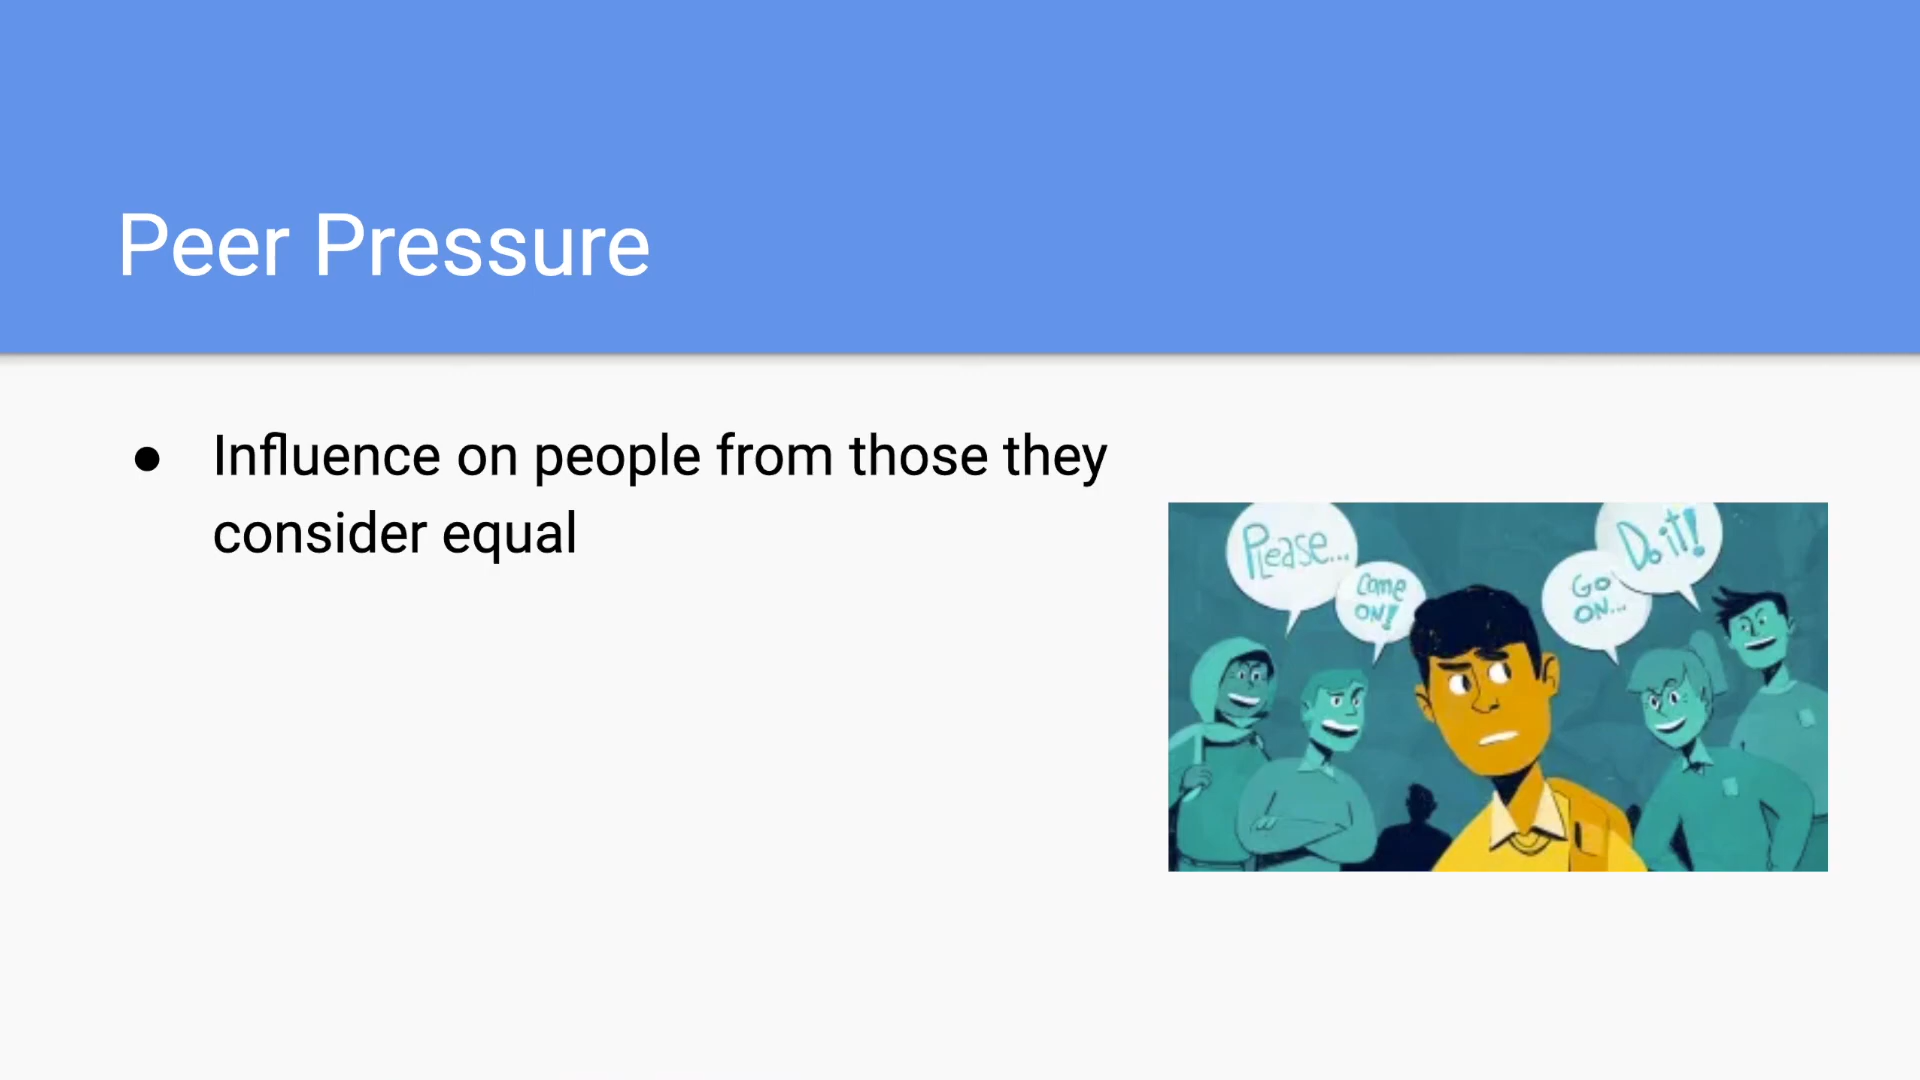 Peer Pressure
● Influence on people from those they
consider equal
Please...
Come
ON!
Go
ON...
Do it!